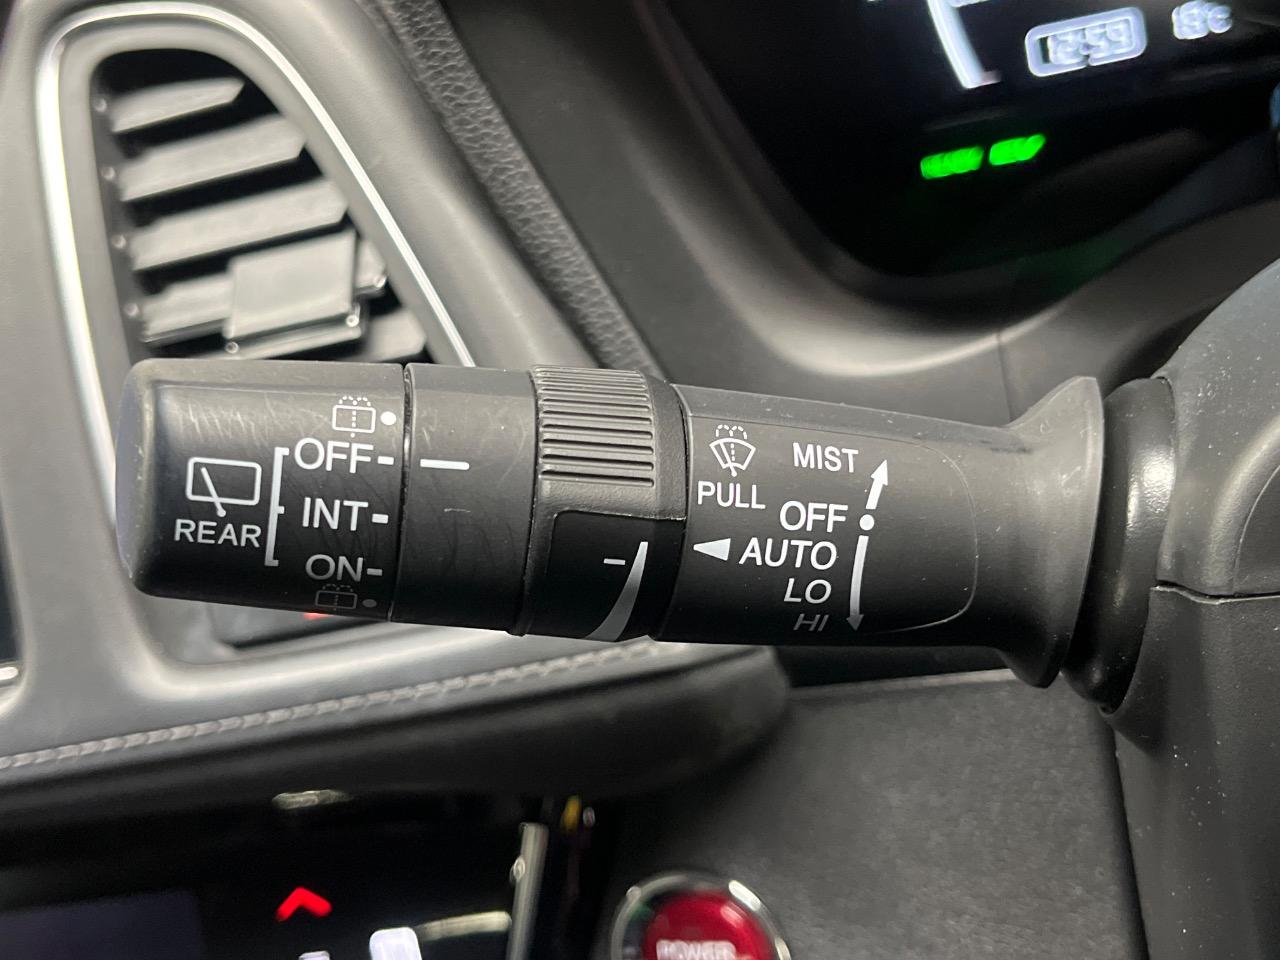 12:59
OFF
INT
ON
REAR
PULL
MIST
OFF
AUTO
LO
HI
POWER